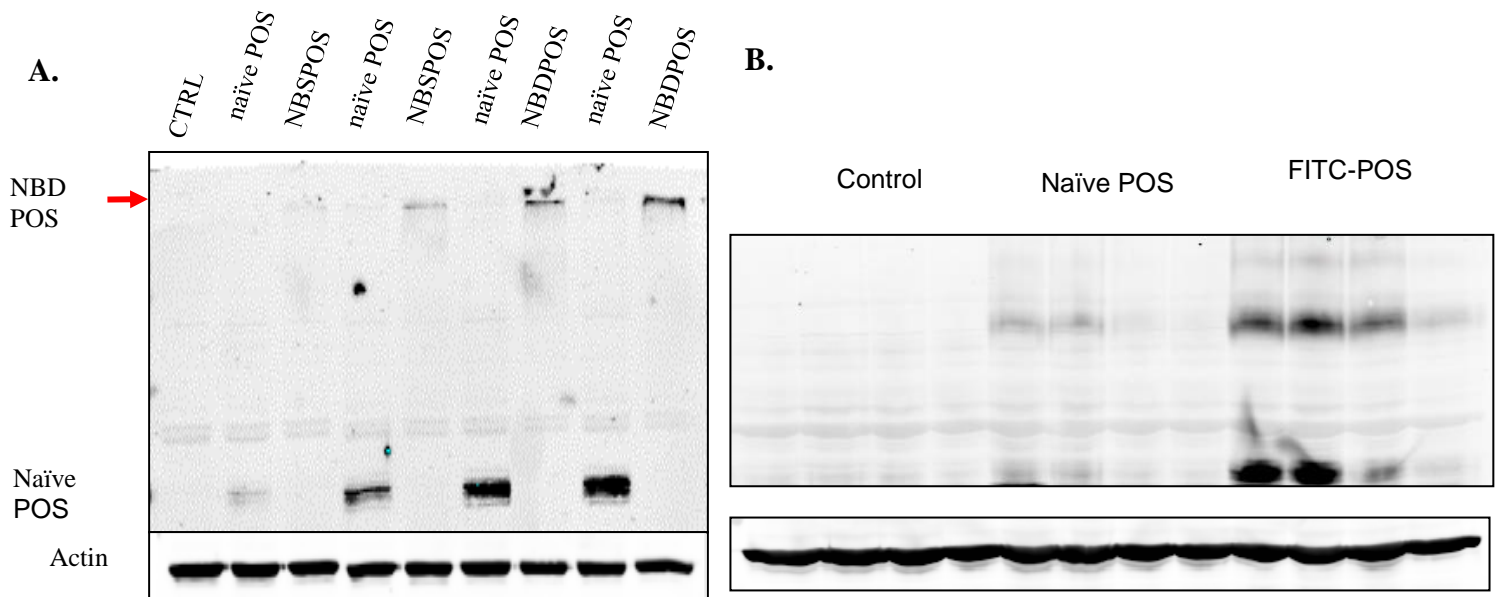 A.
CTRL
naïve POS
NBSPOS
naïve POS
NBSPOS
naïve POS
NBDPOS
naïve POS
NBDPOS
NBD
POS
Naïve
POS
Actin
B.
Control
Naïve POS
FITC-POS